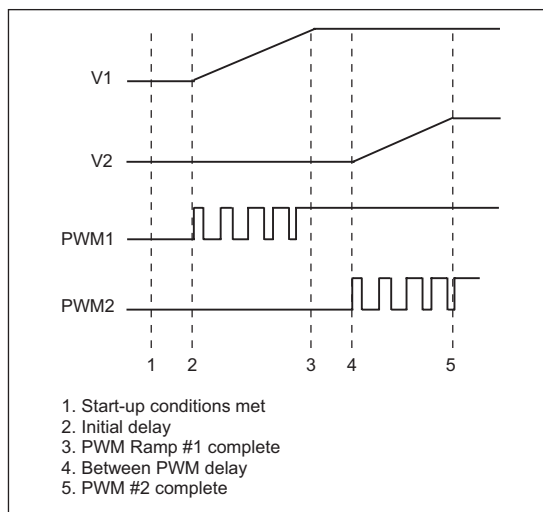 V1
V2
PWM1
PWM2
1 2 3 4 5
1. Start-up conditions met
2. Initial delay
3. PWM Ramp #1 complete
4. Between PWM delay
5. PWM #2 complete